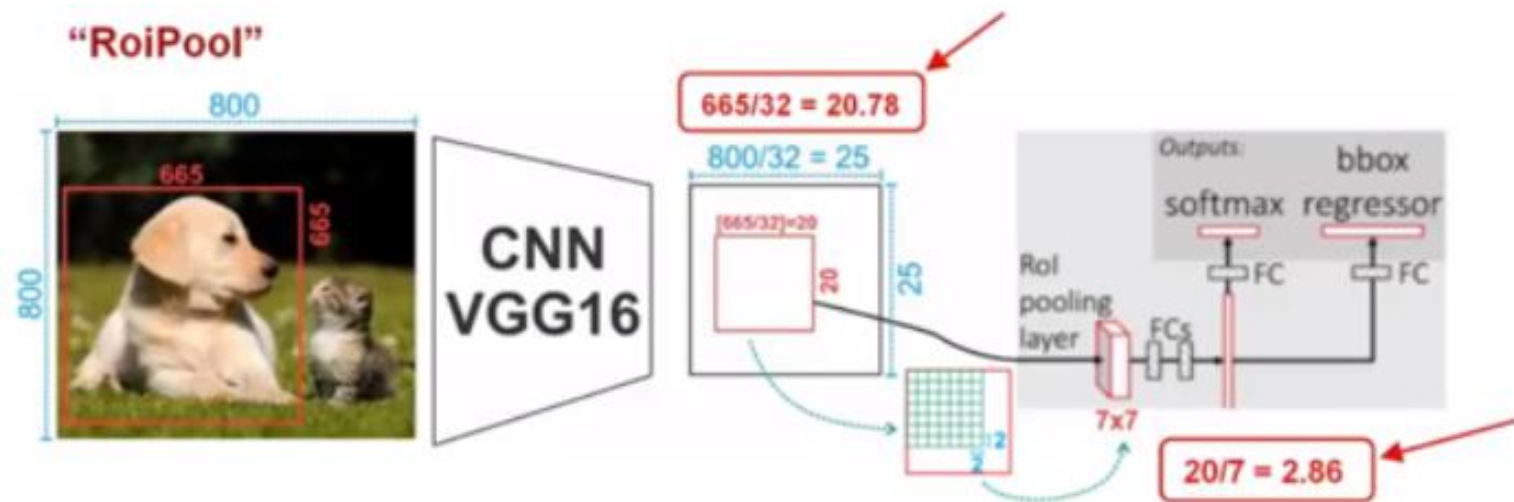 “RoiPool”
800
800
665
665
CNN
VGG16
665/32 = 20.78
800/32 = 25
25
[665/32]=20
20
2
2
RoI
pooling
layer
7x7
FCs
Outputs:
softmax
bbox
regressor
FC
FC
20/7 = 2.86